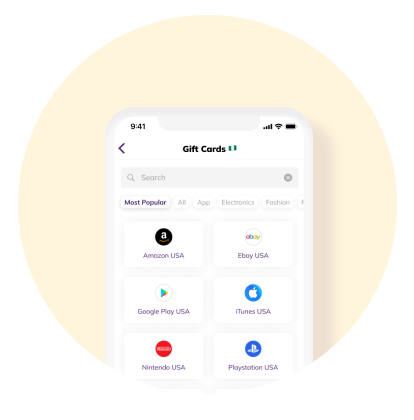 9:41
Gift Cards
Search
Most Popular All App Electronics Fashion F
a
ebay
Amazon USA Ebay USA
Google Play USA iTunes USA
Nintendo
Nintendo USA Playstation USA